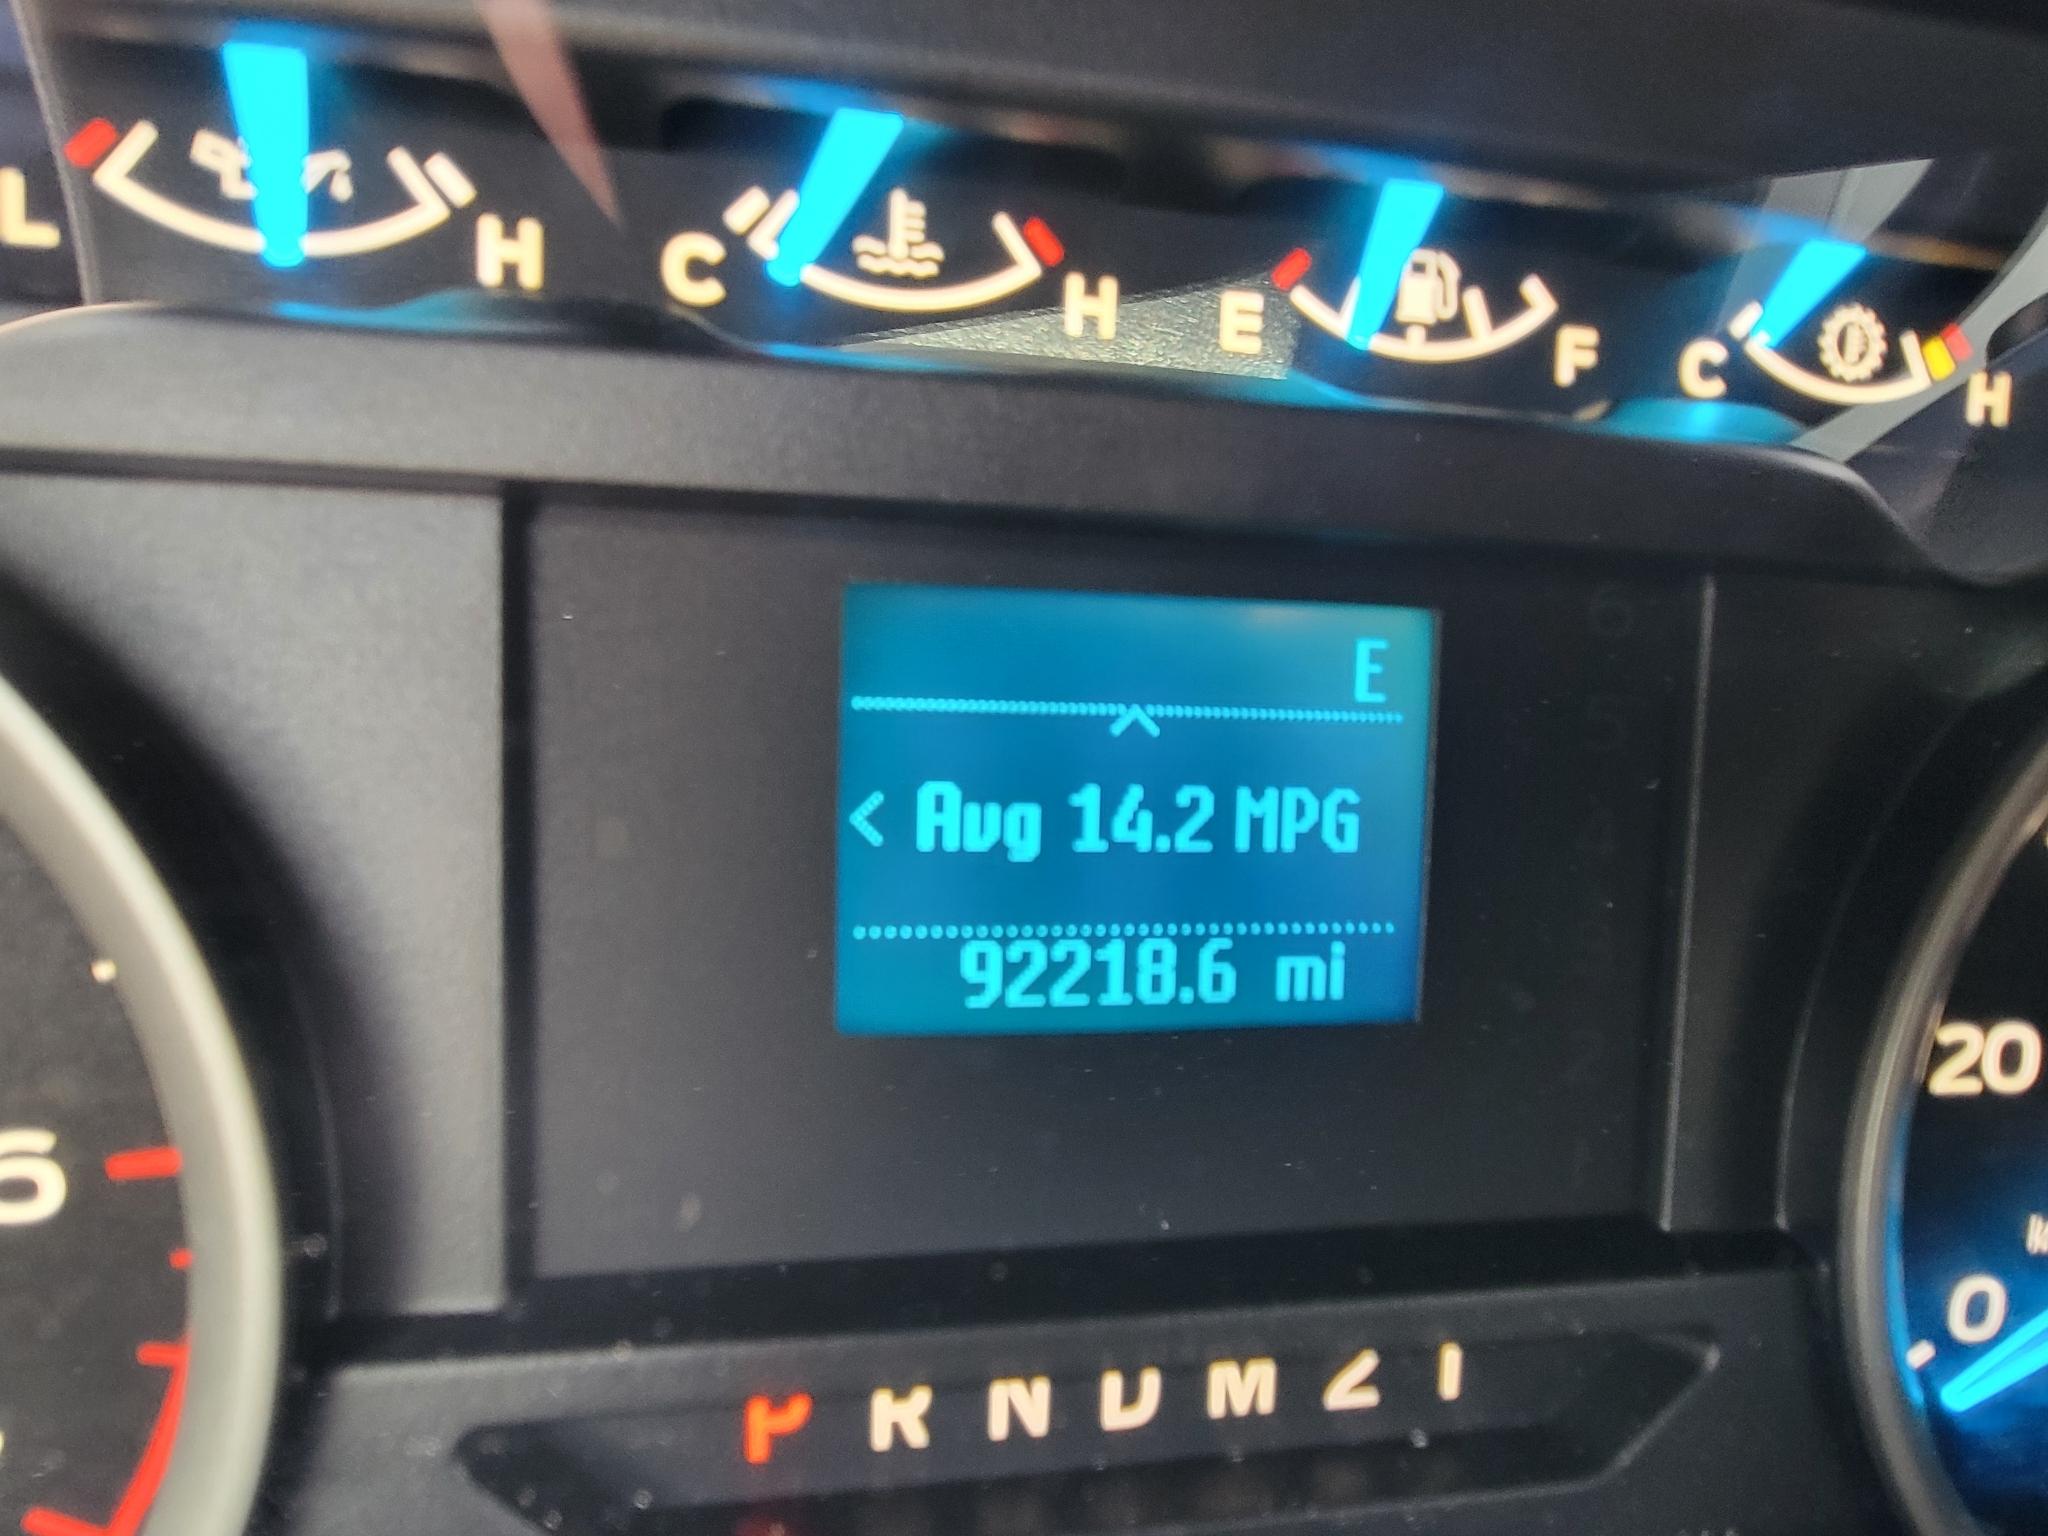 L H C H E F C H
E
Avg 14.2 MPG
92218.6 mi
6
20
0
P R N D M 2 1